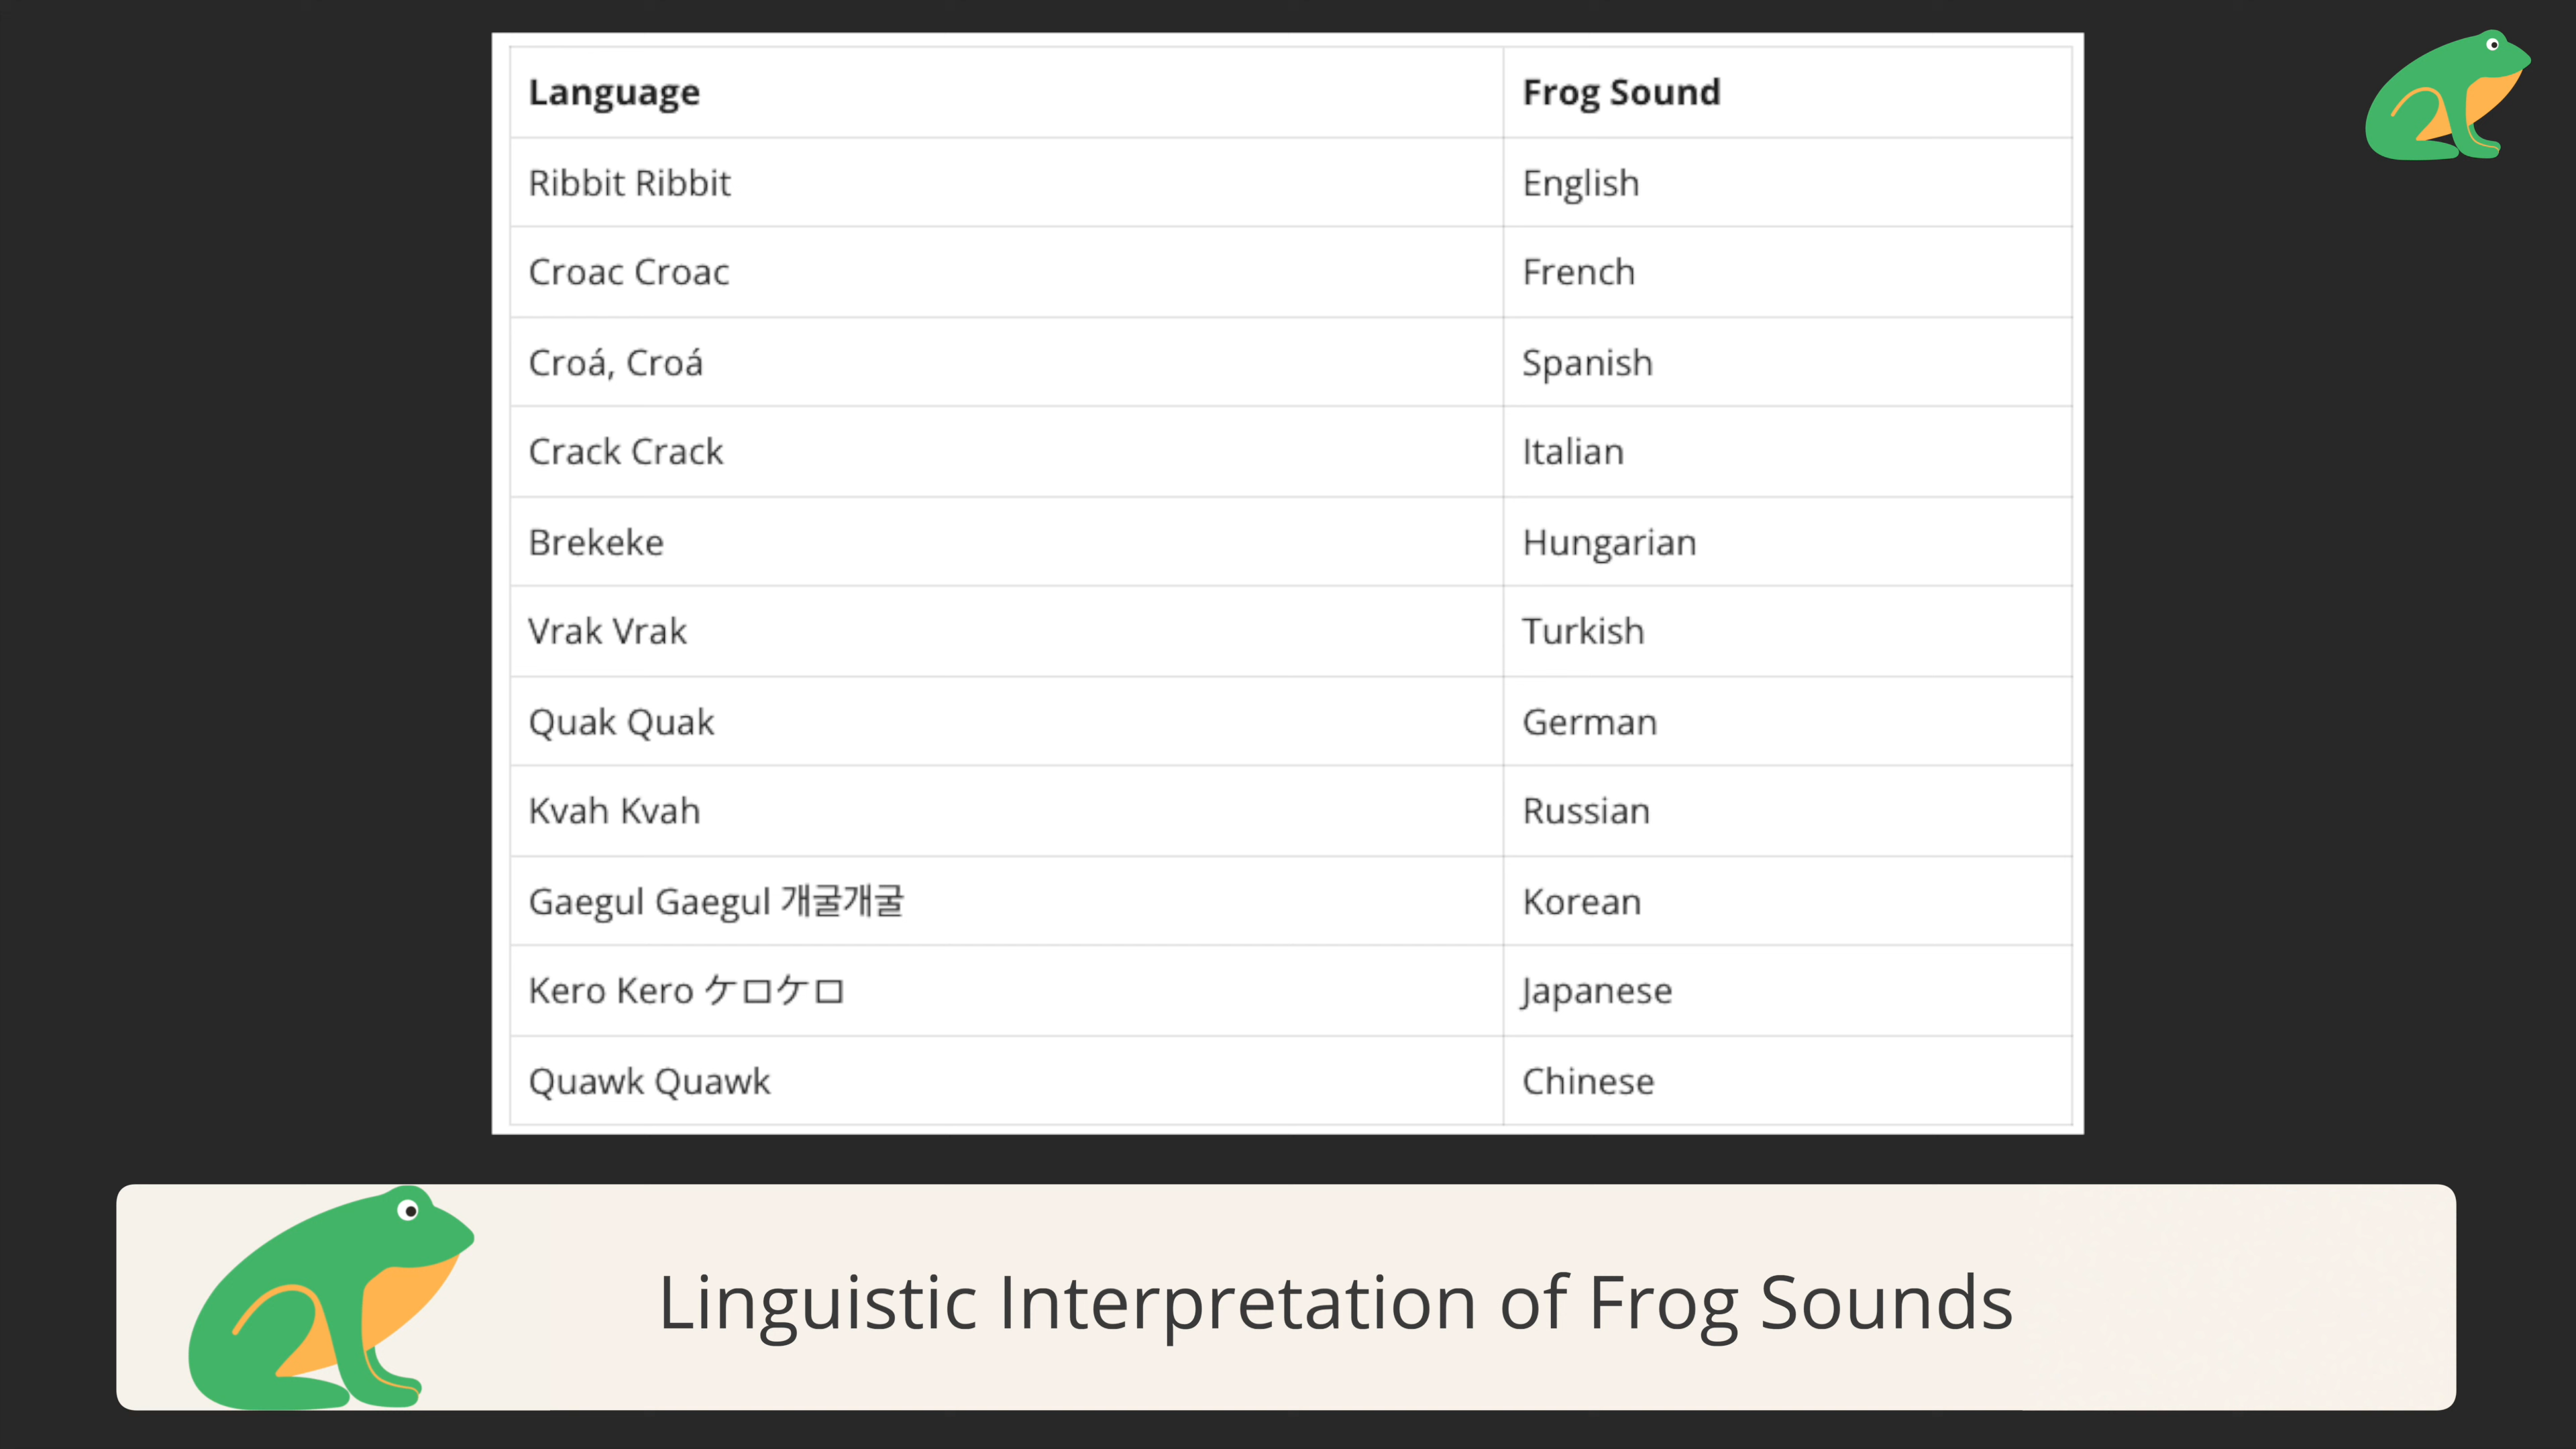 Language Frog Sound
Ribbit Ribbit English
Croac Croac French
Croá, Croá Spanish
Crack Crack Italian
Brekeke Hungarian
Vrak Vrak Turkish
Quak Quak German
Kvah Kvah Russian
Gaegul Gaegul 개굴개굴 Korean
Kero Kero ケロケロ Japanese
Quawk Quawk Chinese
Linguistic Interpretation of Frog Sounds